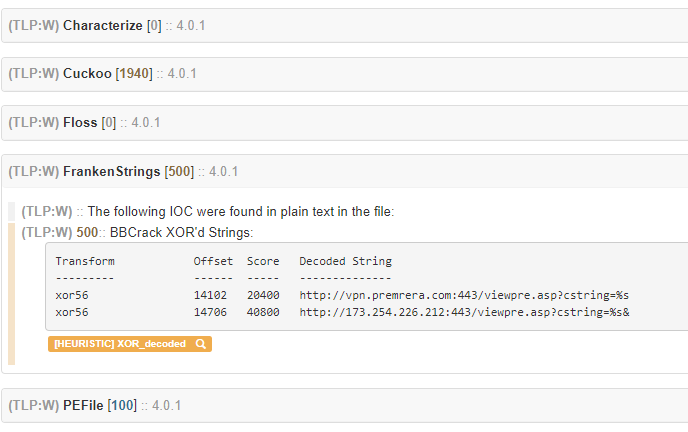 (TLP:W) Characterize [0] :: 4.0.1
(TLP:W) Cuckoo [1940] :: 4.0.1
(TLP:W) Floss [0] :: 4.0.1
(TLP:W) FrankenStrings [500] :: 4.0.1
(TLP:W) :: The following IOC were found in plain text in the file:
(TLP:W) 500:: BBCrack XOR'd Strings:
Transform Offset Score Decoded String
--------- ------ ----- --------------
xor56 14102 20400 http://vpn.premrera.com:443/viewpre.asp?cstring=%s
xor56 14706 40800 http://173.254.226.212:443/viewpre.asp?cstring=%s&
[HEURISTIC] XOR_decoded
(TLP:W) PEFile [100] :: 4.0.1